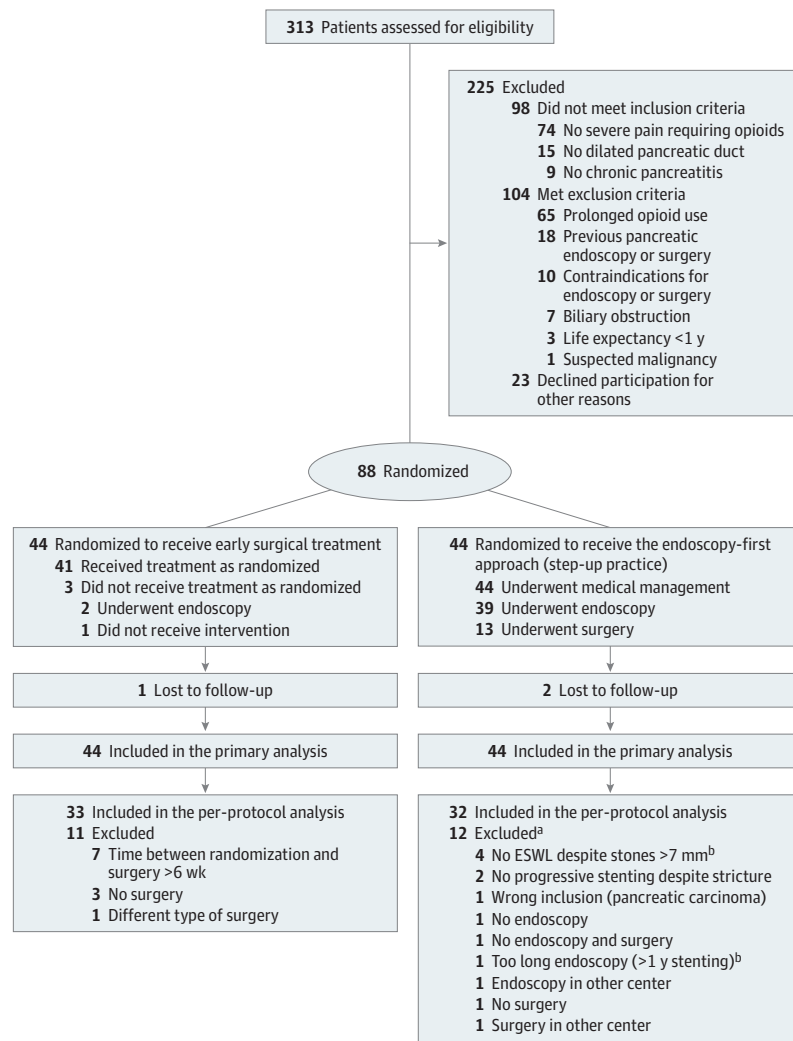 313 Patients assessed for eligibility
225 Excluded
98 Did not meet inclusion criteria
74 No severe pain requiring opioids
15 No dilated pancreatic duct
9 No chronic pancreatitis
104 Met exclusion criteria
65 Prolonged opioid use
18 Previous pancreatic
endoscopy or surgery
10 Contraindications for
endoscopy or surgery
7 Biliary obstruction
3 Life expectancy <1 y
1 Suspected malignancy
23 Declined participation for
other reasons
88 Randomized
44 Randomized to receive early surgical treatment
41 Received treatment as randomized
3 Did not receive treatment as randomized
2 Underwent endoscopy
1 Did not receive intervention
44 Randomized to receive the endoscopy-first
approach (step-up practice)
44 Underwent medical management
39 Underwent endoscopy
13 Underwent surgery
1 Lost to follow-up
2 Lost to follow-up
44 Included in the primary analysis
44 Included in the primary analysis
33 Included in the per-protocol analysis
11 Excluded
7 Time between randomization and
surgery >6 wk
3 No surgery
1 Different type of surgery
32 Included in the per-protocol analysis
12 Excludedᵃ
4 No ESWL despite stones >7 mmᵇ
2 No progressive stenting despite stricture
1 Wrong inclusion (pancreatic carcinoma)
1 No endoscopy
1 No endoscopy and surgery
1 Too long endoscopy (>1 y stenting)ᵇ
1 Endoscopy in other center
1 No surgery
1 Surgery in other center